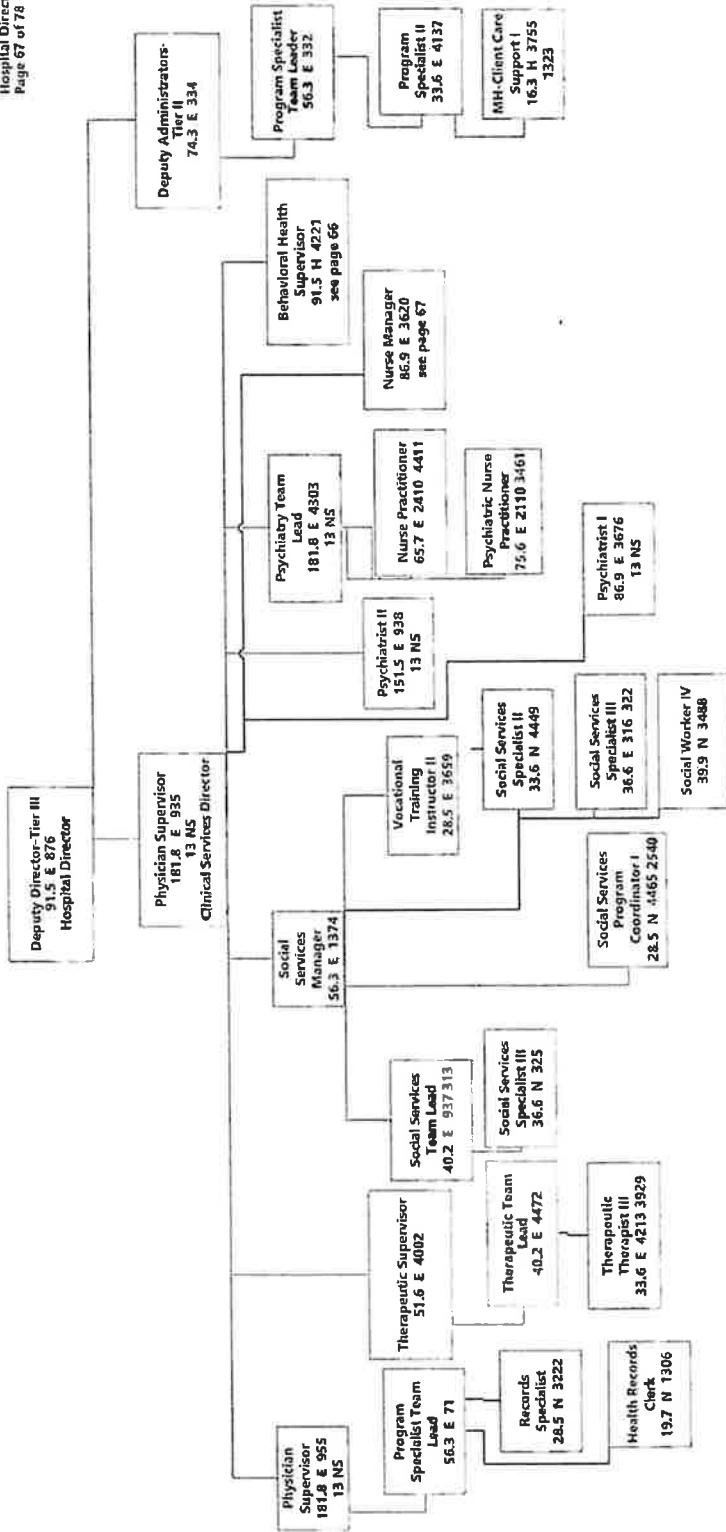 Hospital Direct
Page 67 of 78
Deputy Director-Tier III
91.5 E 876
Hospital Director
Physician Supervisor
181.8 E 935
13 NS
Clinical Services Director
Deputy Administrators-
Tier II
74.3 E 334
Program Specialist
Team Leader
56.3 E 332
Program
Specialist II
33.6 E 4137
MH-Client Care
Support I
16.3 H 3755
1323
Physician
Supervisor
181.8 E 955
13 NS
Program
Specialist Team
Lead
56.3 E 71
Records
Specialist
28.5 N 3222
Health Records
Clerk
19.7 N 1306
Therapeutic Supervisor
51.6 E 4002
Therapeutic Team
Lead
40.2 E 4472
Therapeutic
Therapist III
33.6 E 4213 3929
Social
Services
Manager
56.3 E 1374
Social Services
Team Lead
40.2 E 937 313
Social Services
Specialist III
36.6 N 325
Vocational
Training
Instructor II
28.5 E 3659
Social Services
Specialist II
33.6 N 4449
Social Services
Specialist III
36.6 E 316 322
Social Worker IV
39.9 N 3488
Social Services
Program
Coordinator I
28.5 N 4465 2540
Psychiatrist II
151.5 E 938
13 NS
Psychiatry Team
Lead
181.8 E 4303
13 NS
Nurse Practitioner
65.7 E 2410 4411
Psychiatric Nurse
Practitioner
75.6 E 2110 3461
Psychiatrist I
86.9 E 3676
13 NS
Behavioral Health
Supervisor
91.5 H 4221
see page 66
Nurse Manager
86.9 E 3620
see page 67